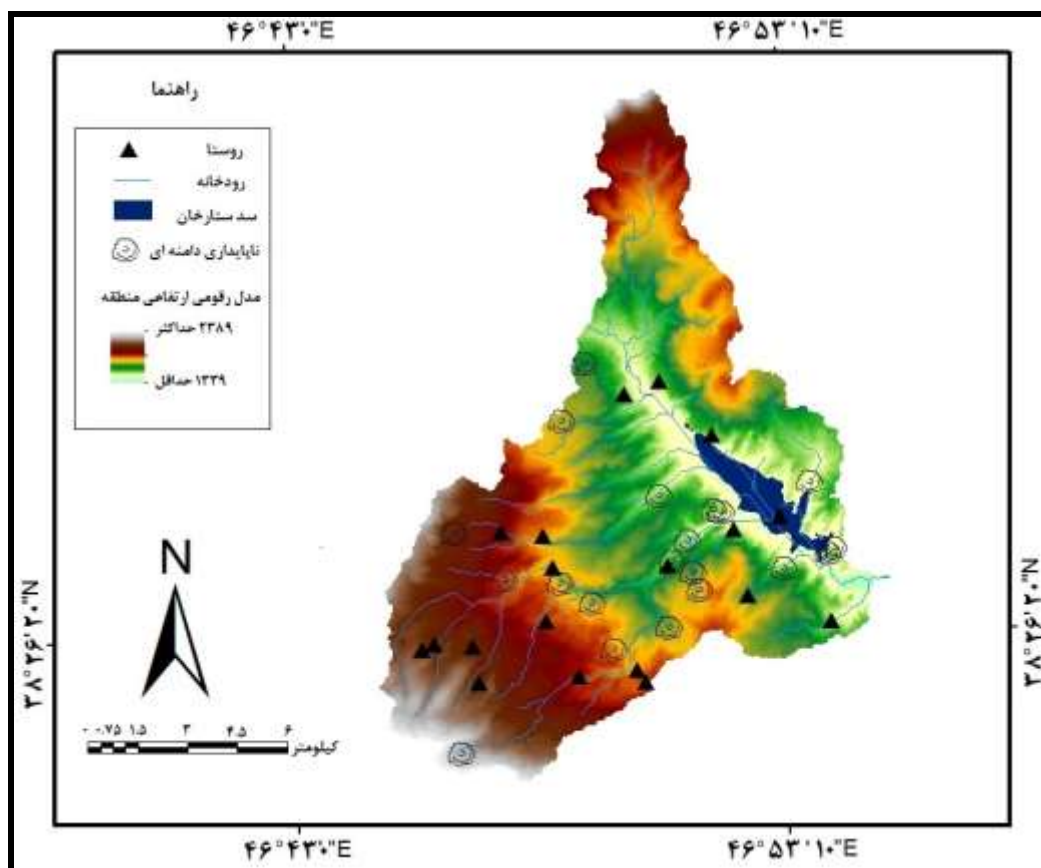 ۴۶°۴۳'۰"E ۴۶°۵۳'۱۰"E
راهنما
روستا
رودخانه
سد ستارخان
ناپایداری دامنه ای
مدل رقومی ارتفاعی منطقه
۲۳۸۹ حداکثر
۱۳۳۹ حداقل
N
۳۸°۲۶'۲۰"N ۳۸°۲۶'۲۰"N
۰ ۰.۷۵ ۱.۵ ۳ ۴.۵ ۶
کیلومتر
۴۶°۴۳'۰"E ۴۶°۵۳'۱۰"E